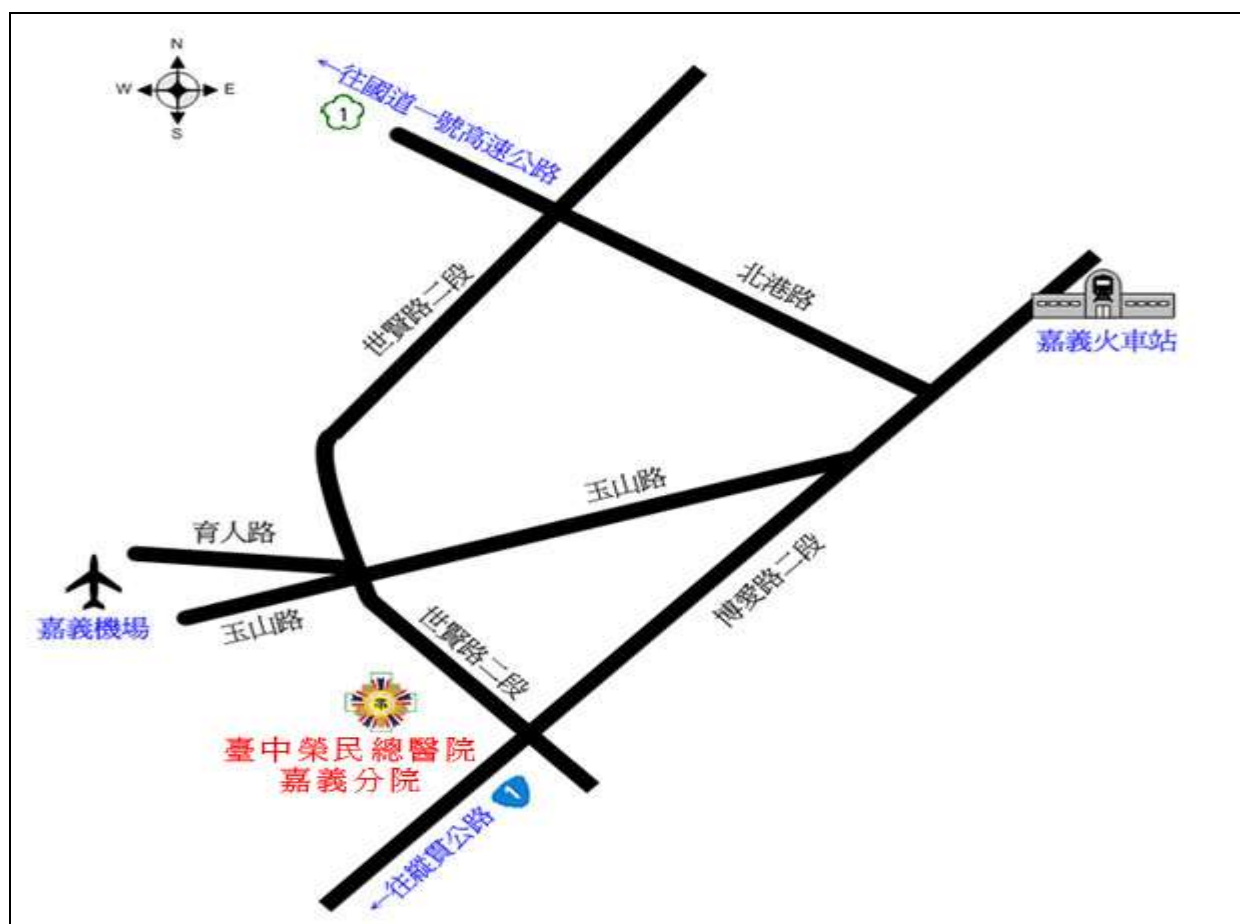 N
W
E
S
←往國道一號高速公路
1
世賢路二段
北港路
嘉義火車站
玉山路
育人路
嘉義機場
玉山路
世賢路二段
博愛路二段
臺中榮民總醫院
嘉義分院
1
←往縱貫公路